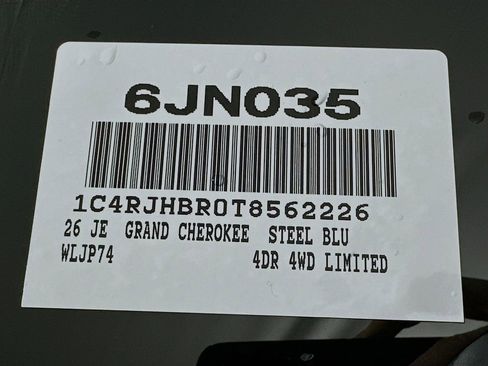 6JN035
1C4RJHBR0T8562226
26 JE GRAND CHEROKEE STEEL BLU
WLJP74 4DR 4WD LIMITED